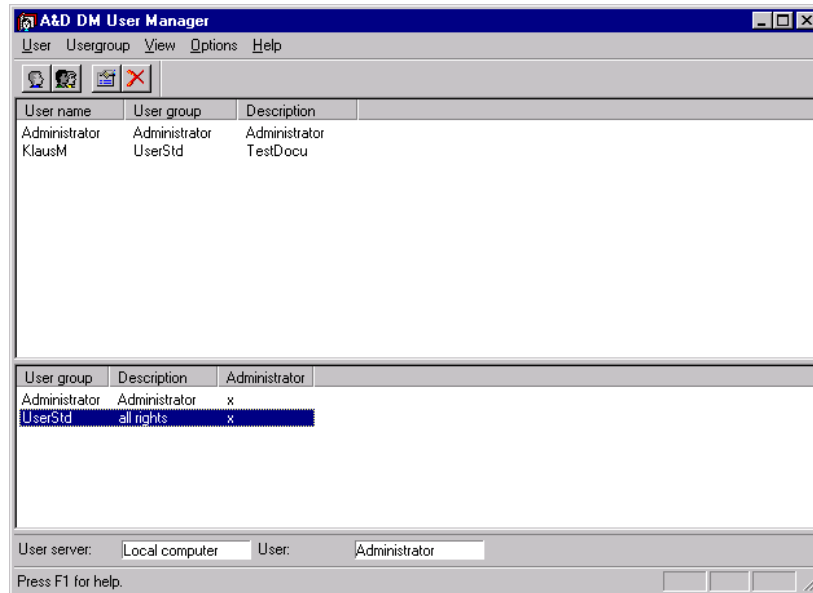 A&D DM User Manager
User Usergroup View Options Help
User name User group Description
Administrator Administrator Administrator
KlausM UserStd TestDocu
User group Description Administrator
Administrator Administrator x
UserStd all rights x
User server: Local computer User: Administrator
Press F1 for help.